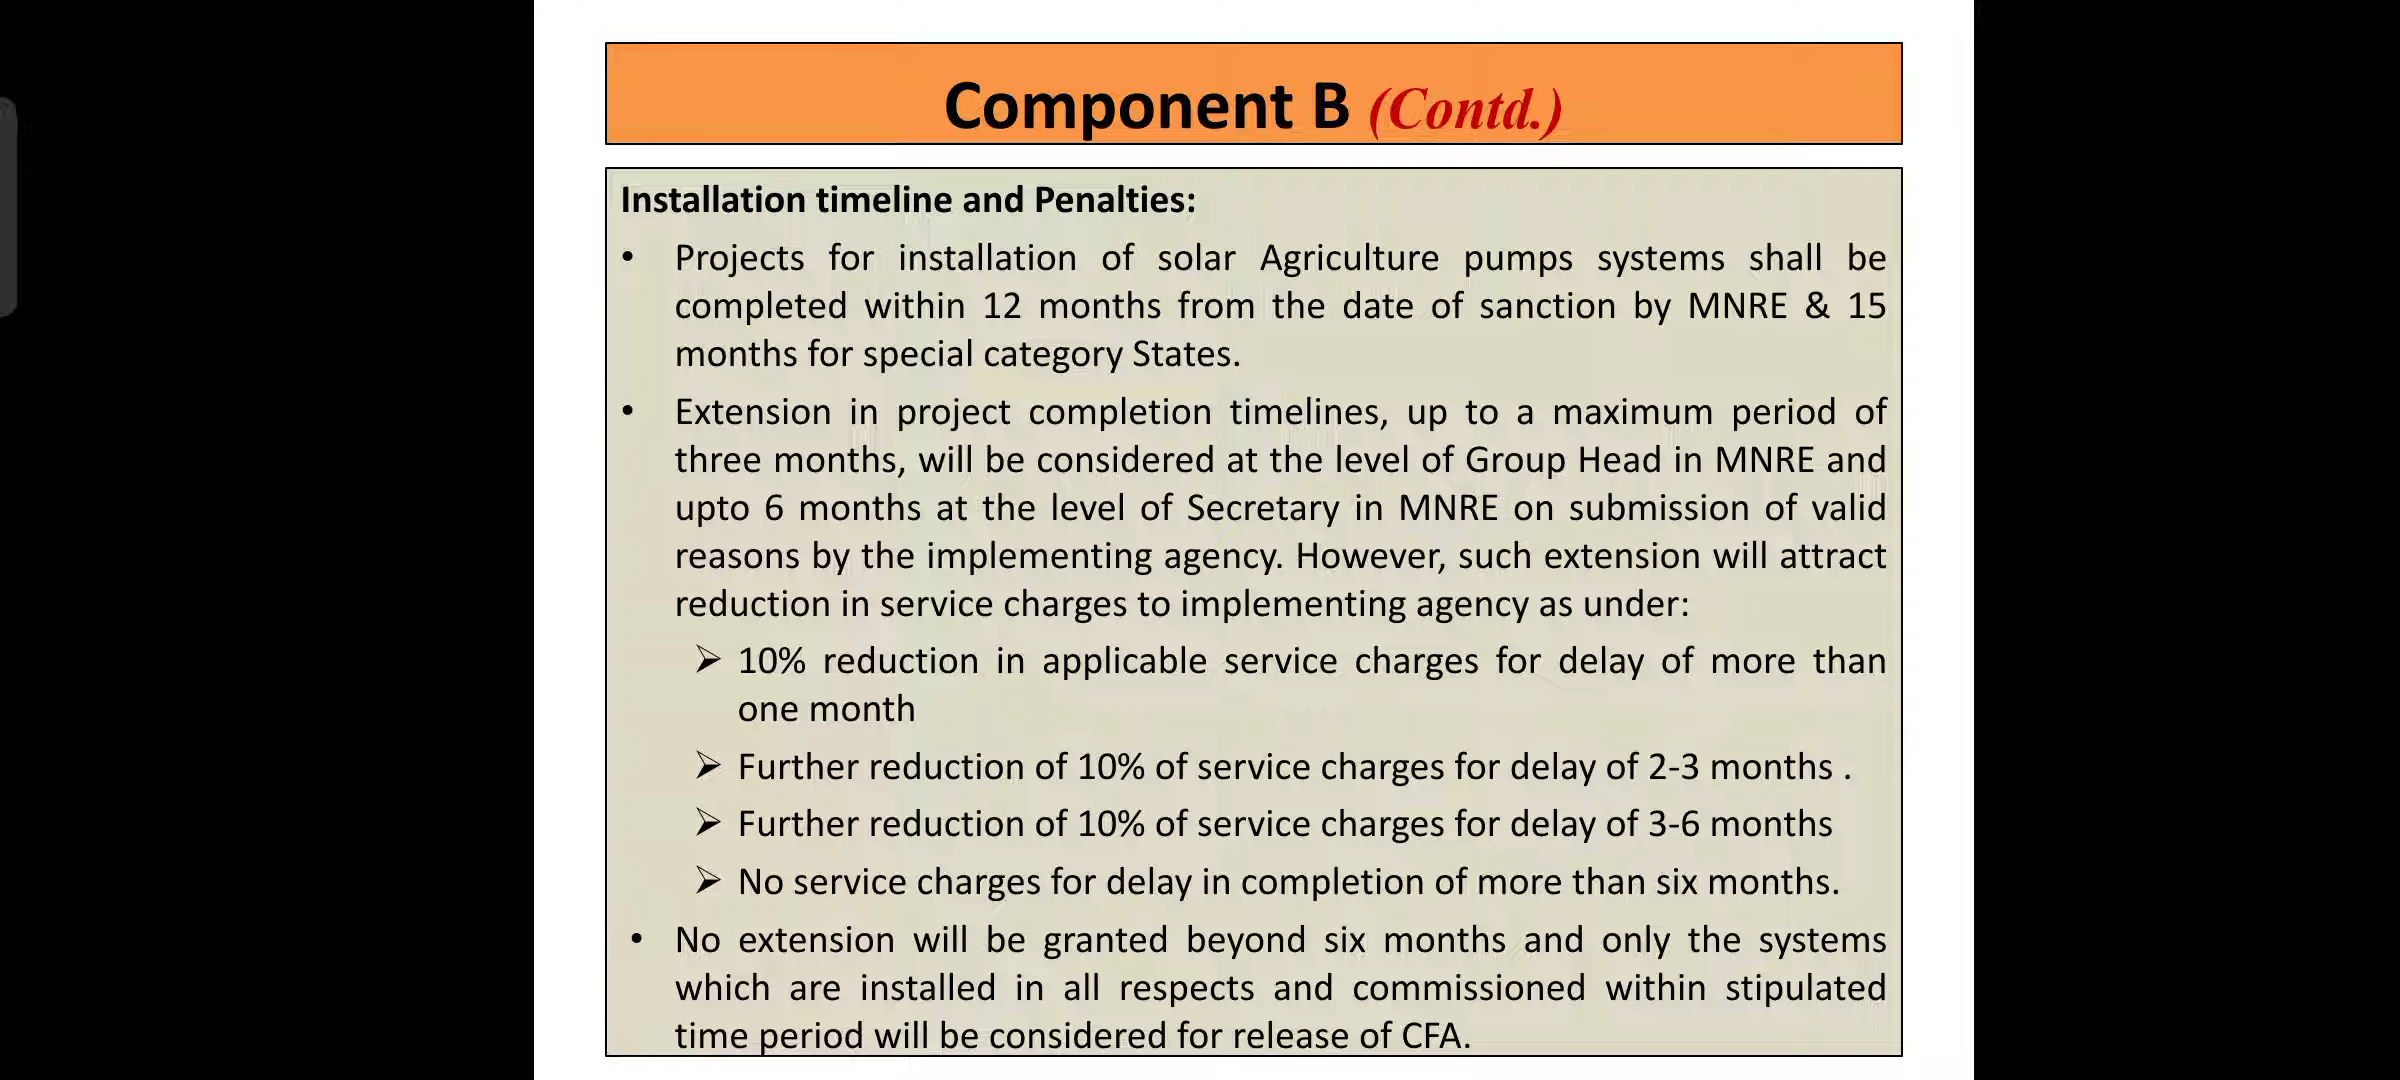 Component B (Contd.)
Installation timeline and Penalties:
• Projects for installation of solar Agriculture pumps systems shall be
completed within 12 months from the date of sanction by MNRE & 15
months for special category States.
• Extension in project completion timelines, up to a maximum period of
three months, will be considered at the level of Group Head in MNRE and
upto 6 months at the level of Secretary in MNRE on submission of valid
reasons by the implementing agency. However, such extension will attract
reduction in service charges to implementing agency as under:
➢ 10% reduction in applicable service charges for delay of more than
one month
➢ Further reduction of 10% of service charges for delay of 2-3 months .
➢ Further reduction of 10% of service charges for delay of 3-6 months
➢ No service charges for delay in completion of more than six months.
• No extension will be granted beyond six months and only the systems
which are installed in all respects and commissioned within stipulated
time period will be considered for release of CFA.